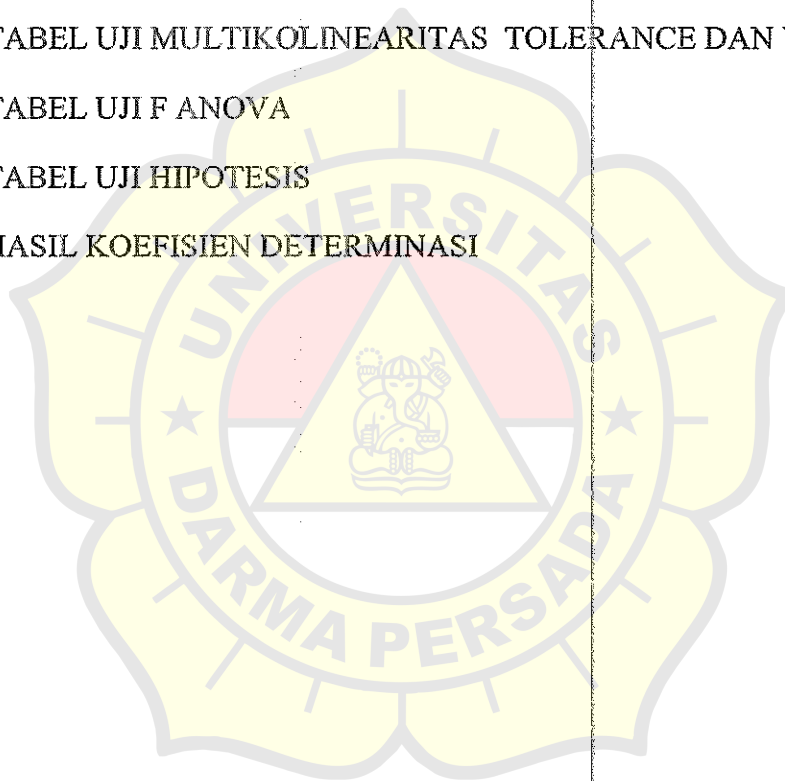 TABEL UJI MULTIKOLINEARITAS TOLERANCE DAN
TABEL UJI F ANOVA
TABEL UJI HIPOTESIS
HASIL KOEFISIEN DETERMINASI
UNIVERSITAS
DARMA PERSADA